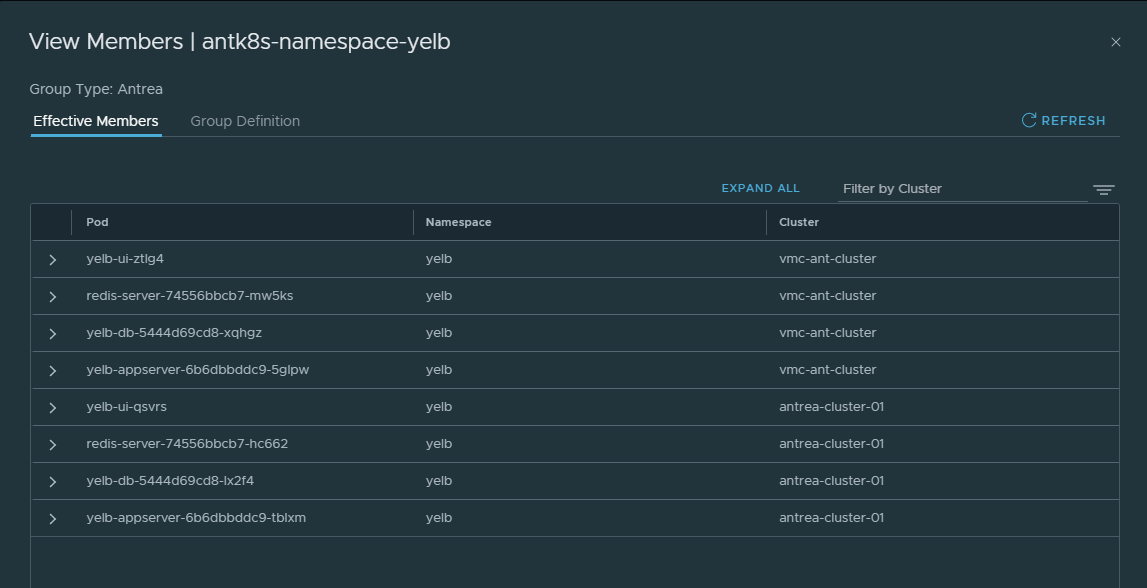 View Members | antk8s-namespace-yelb
Group Type: Antrea
Effective Members Group Definition REFRESH
EXPAND ALL Filter by Cluster
Pod Namespace Cluster
yelb-ui-ztlg4 yelb vmc-ant-cluster
redis-server-74556bbcb7-mw5ks yelb vmc-ant-cluster
yelb-db-5444d69cd8-xqhgz yelb vmc-ant-cluster
yelb-appserver-6b6dbbddc9-5glpw yelb vmc-ant-cluster
yelb-ui-qsvrs yelb antrea-cluster-01
redis-server-74556bbcb7-hc662 yelb antrea-cluster-01
yelb-db-5444d69cd8-lx2f4 yelb antrea-cluster-01
yelb-appserver-6b6dbbddc9-tblxm yelb antrea-cluster-01